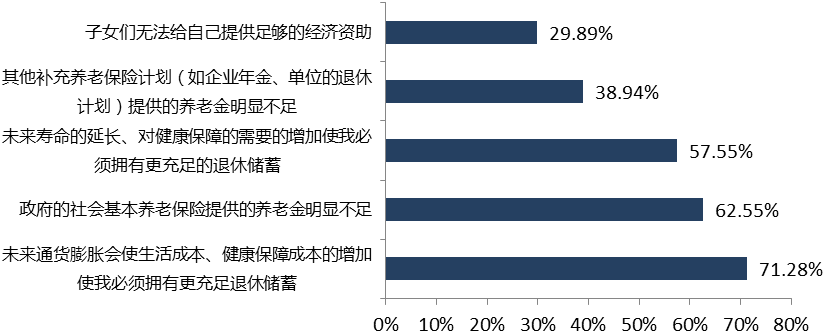 子女们无法给自己提供足够的经济资助
29.89%
其他补充养老保险计划（如企业年金、单位的退休
计划）提供的养老金明显不足
38.94%
未来寿命的延长、对健康保障的需要的增加使我必
须拥有更充足的退休储蓄
57.55%
政府的社会基本养老保险提供的养老金明显不足
62.55%
未来通货膨胀会使生活成本、健康保障成本的增加
使我必须拥有更充足退休储蓄
71.28%
0% 10% 20% 30% 40% 50% 60% 70% 80%